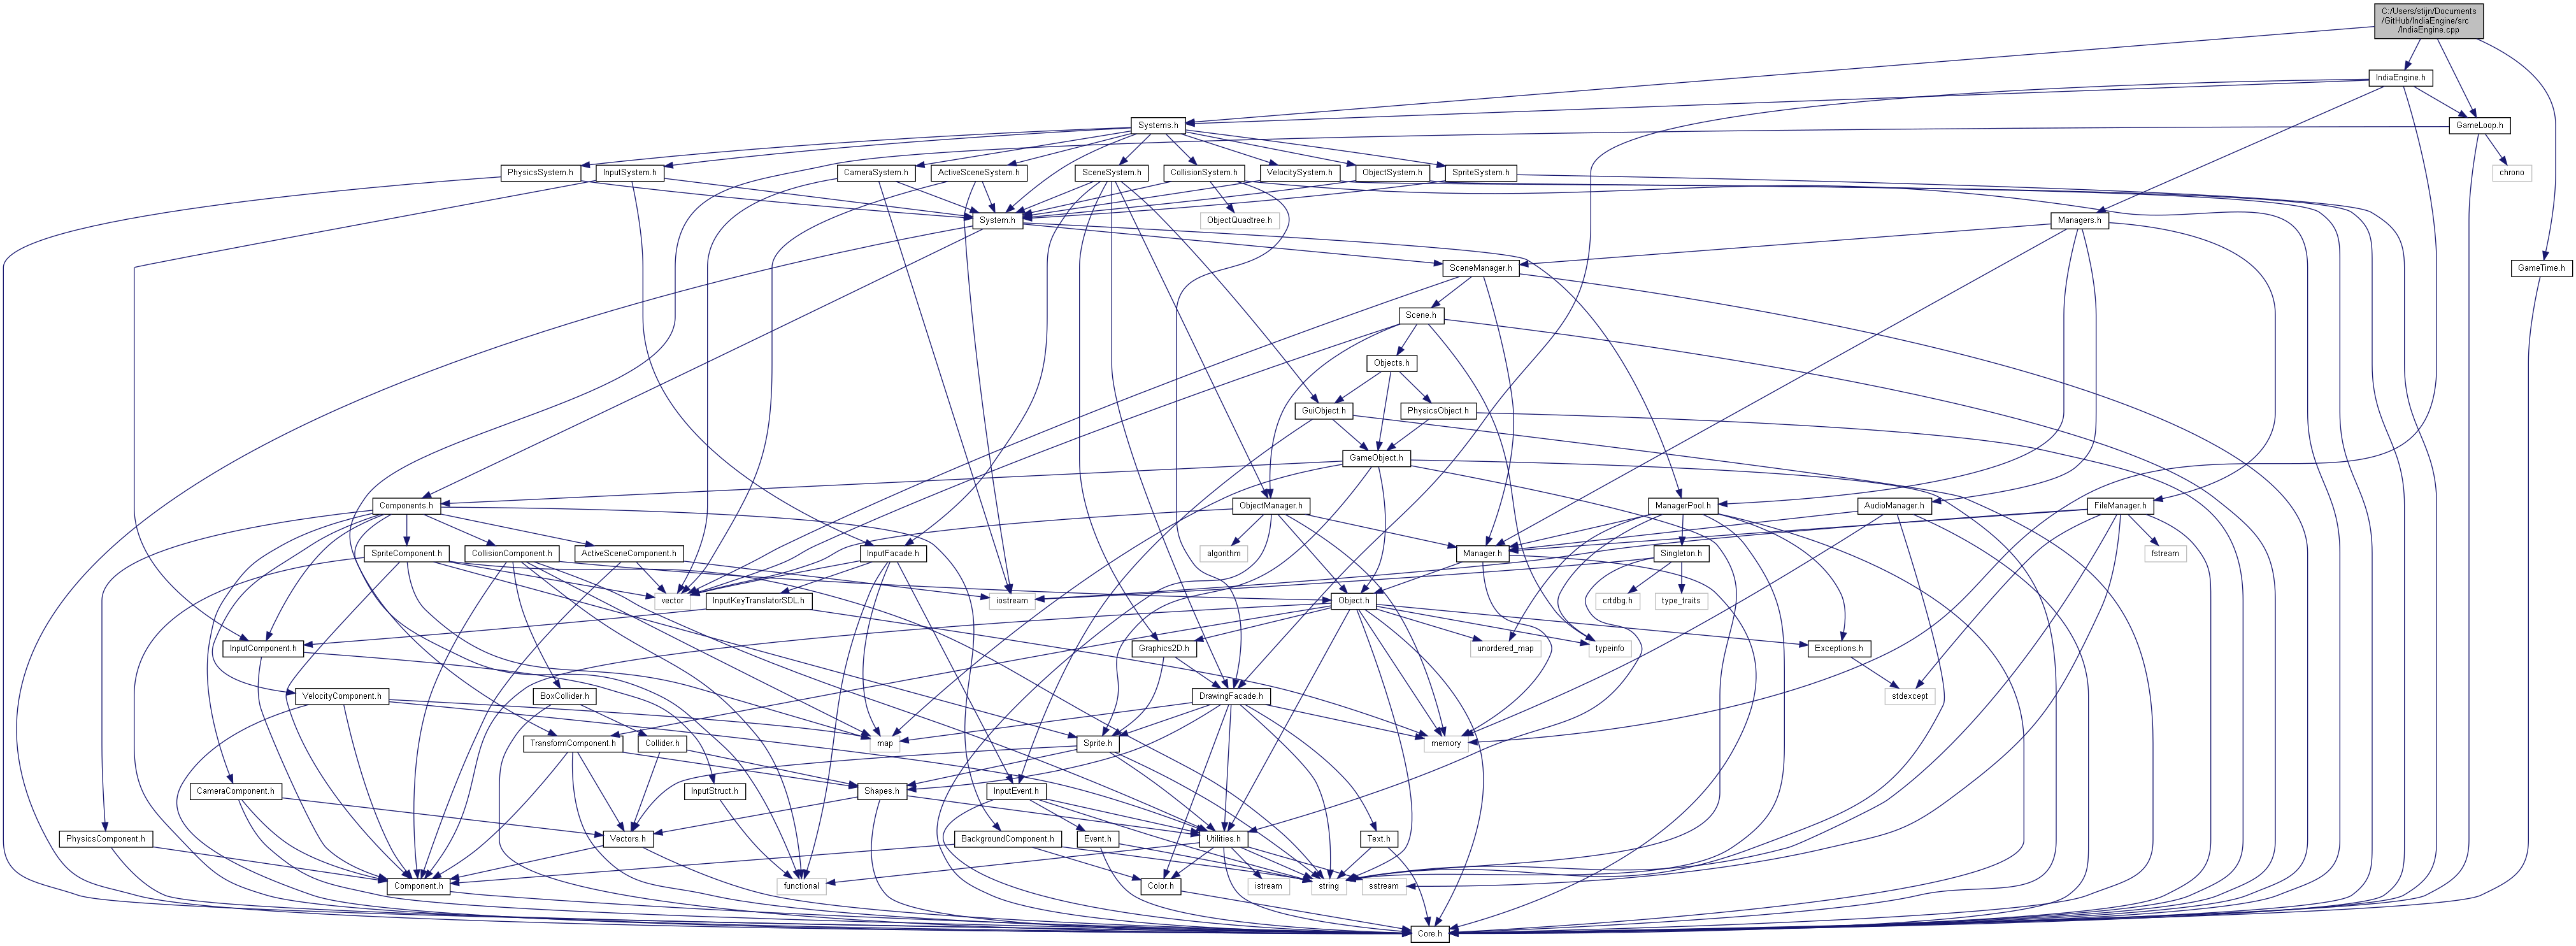 C:/Users/stijn/Documents
/GitHub/IndiaEngine/src
/IndiaEngine.cpp
IndiaEngine.h
Systems.h
GameLoop.h
PhysicsSystem.h
InputSystem.h
CameraSystem.h
ActiveSceneSystem.h
SceneSystem.h
CollisionSystem.h
VelocitySystem.h
ObjectSystem.h
SpriteSystem.h
chrono
System.h
ObjectQuadtree.h
Managers.h
SceneManager.h
GameTime.h
Scene.h
Objects.h
GuiObject.h
PhysicsObject.h
GameObject.h
Components.h
ObjectManager.h
ManagerPool.h
AudioManager.h
FileManager.h
SpriteComponent.h
CollisionComponent.h
ActiveSceneComponent.h
InputFacade.h
algorithm
Manager.h
Singleton.h
fstream
vector
InputKeyTranslatorSDL.h
iostream
Object.h
crtdbg.h
type_traits
InputComponent.h
Graphics2D.h
unordered_map
typeinfo
Exceptions.h
VelocityComponent.h
BoxCollider.h
DrawingFacade.h
stdexcept
TransformComponent.h
Collider.h
map
Sprite.h
memory
CameraComponent.h
InputStruct.h
Shapes.h
InputEvent.h
PhysicsComponent.h
Vectors.h
BackgroundComponent.h
Event.h
Utilities.h
Text.h
Component.h
functional
Color.h
istream
string
sstream
Core.h